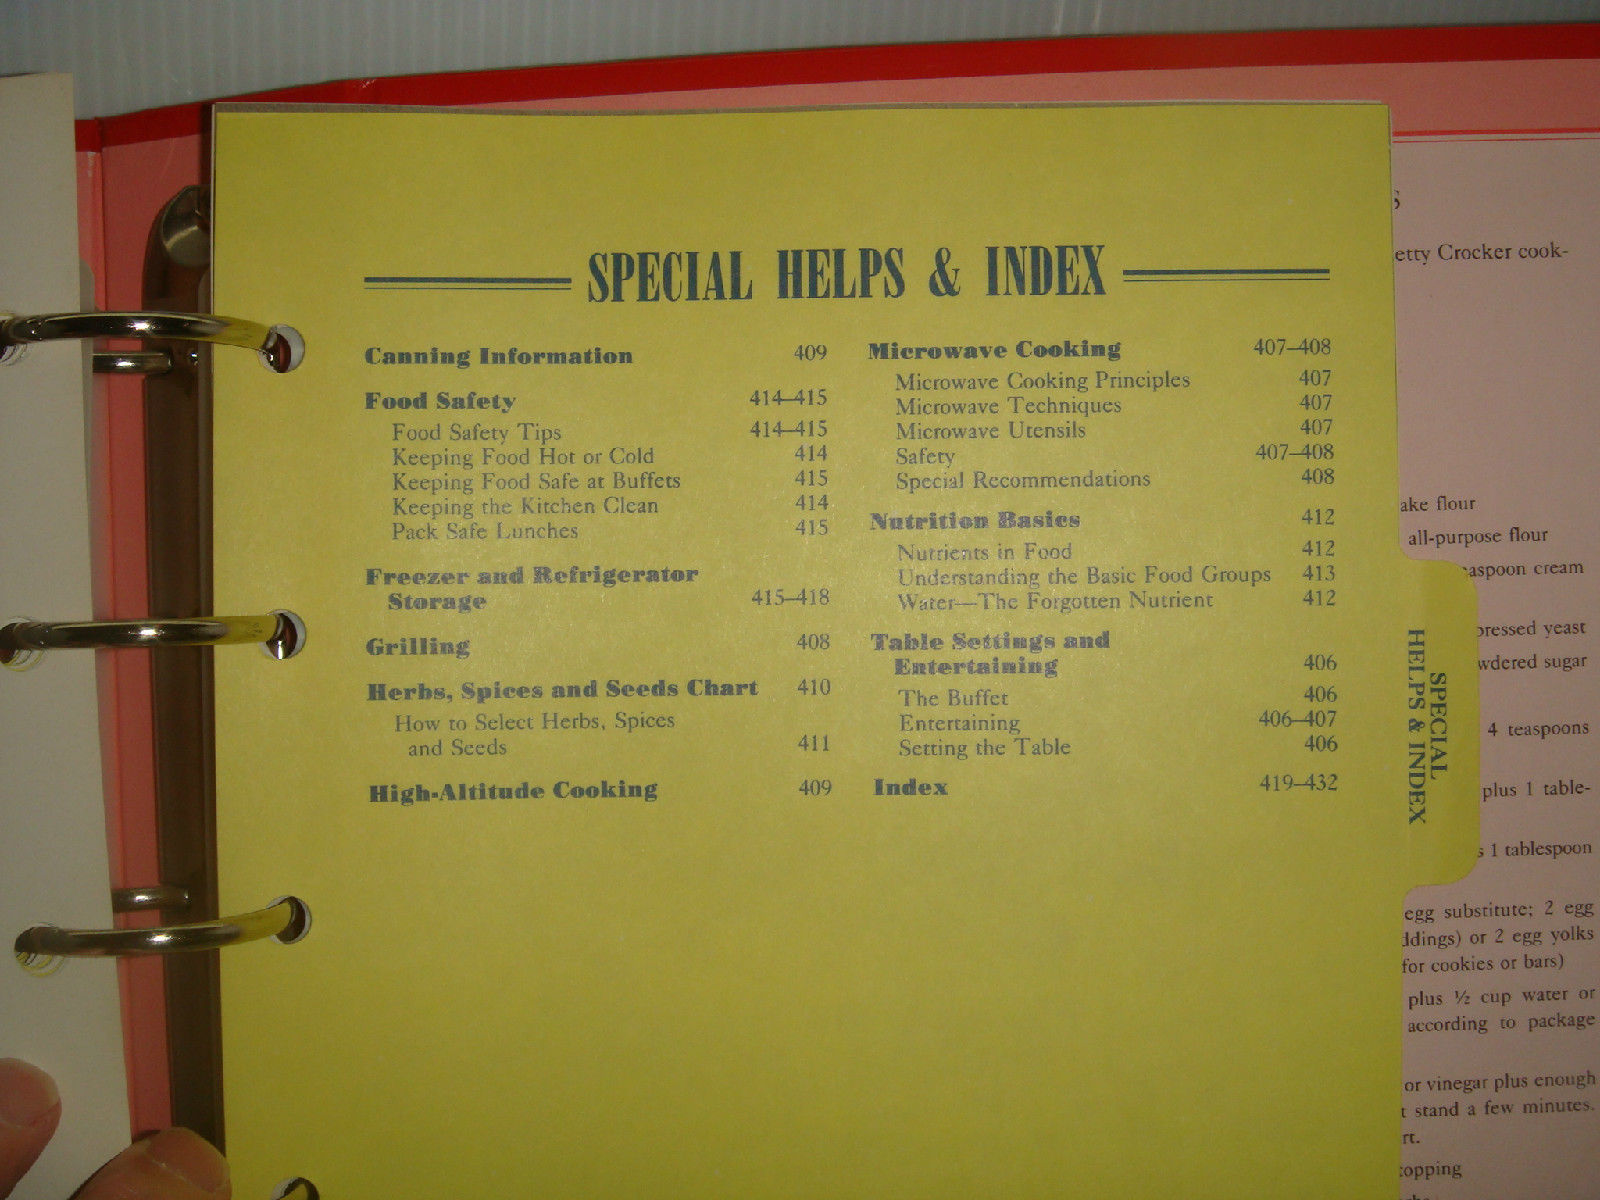 SPECIAL HELPS & INDEX
Canning Information 409
Food Safety 414–415
Food Safety Tips 414–415
Keeping Food Hot or Cold 414
Keeping Food Safe at Buffets 415
Keeping the Kitchen Clean 414
Pack Safe Lunches 415
Freezer and Refrigerator
Storage 415–418
Grilling 408
Herbs, Spices and Seeds Chart 410
How to Select Herbs, Spices
and Seeds 411
High-Altitude Cooking 409
Microwave Cooking 407–408
Microwave Cooking Principles 407
Microwave Techniques 407
Microwave Utensils 407
Safety 407–408
Special Recommendations 408
Nutrition Basics 412
Nutrients in Food 412
Understanding the Basic Food Groups 413
Water—The Forgotten Nutrient 412
Table Settings and
Entertaining 406
The Buffet 406
Entertaining 406–407
Setting the Table 406
Index 419–432
SPECIAL
HELPS & INDEX
S
etty Crocker cook-
ake flour
all-purpose flour
easpoon cream
pressed yeast
wdered sugar
4 teaspoons
plus 1 table-
s 1 tablespoon
egg substitute; 2 egg
ddings) or 2 egg yolks
for cookies or bars)
plus ½ cup water or
according to package
or vinegar plus enough
t stand a few minutes.
rt.
topping